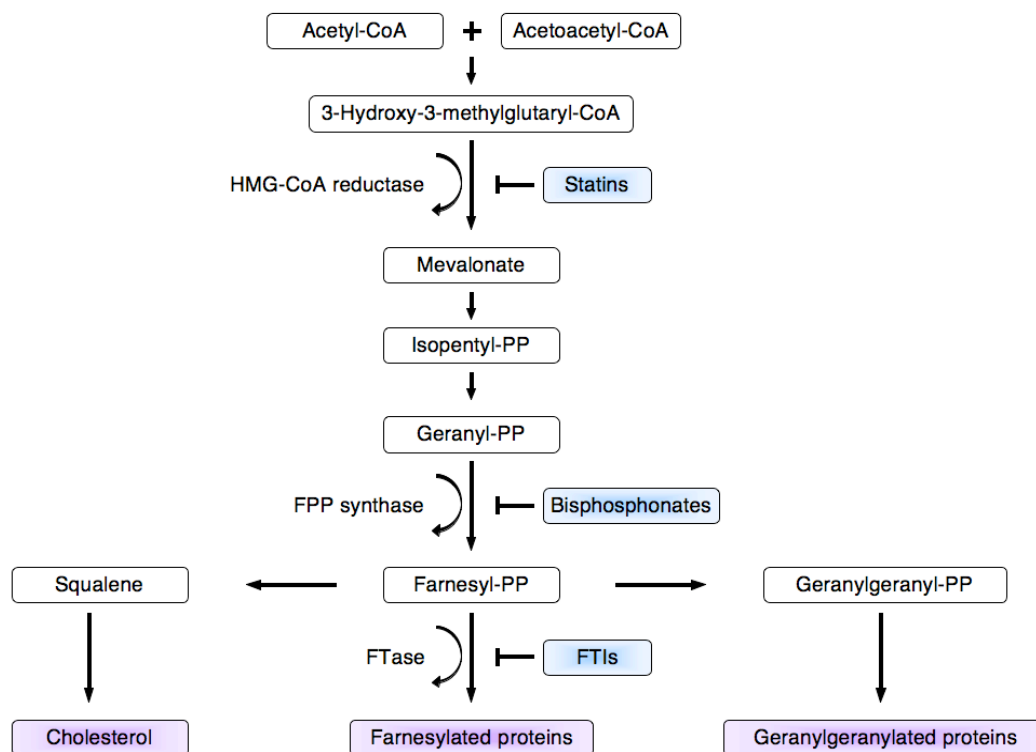 Acetyl-CoA + Acetoacetyl-CoA
3-Hydroxy-3-methylglutaryl-CoA
HMG-CoA reductase Statins
Mevalonate
Isopentyl-PP
Geranyl-PP
FPP synthase Bisphosphonates
Squalene Farnesyl-PP Geranylgeranyl-PP
FTase FTIs
Cholesterol Farnesylated proteins Geranylgeranylated proteins